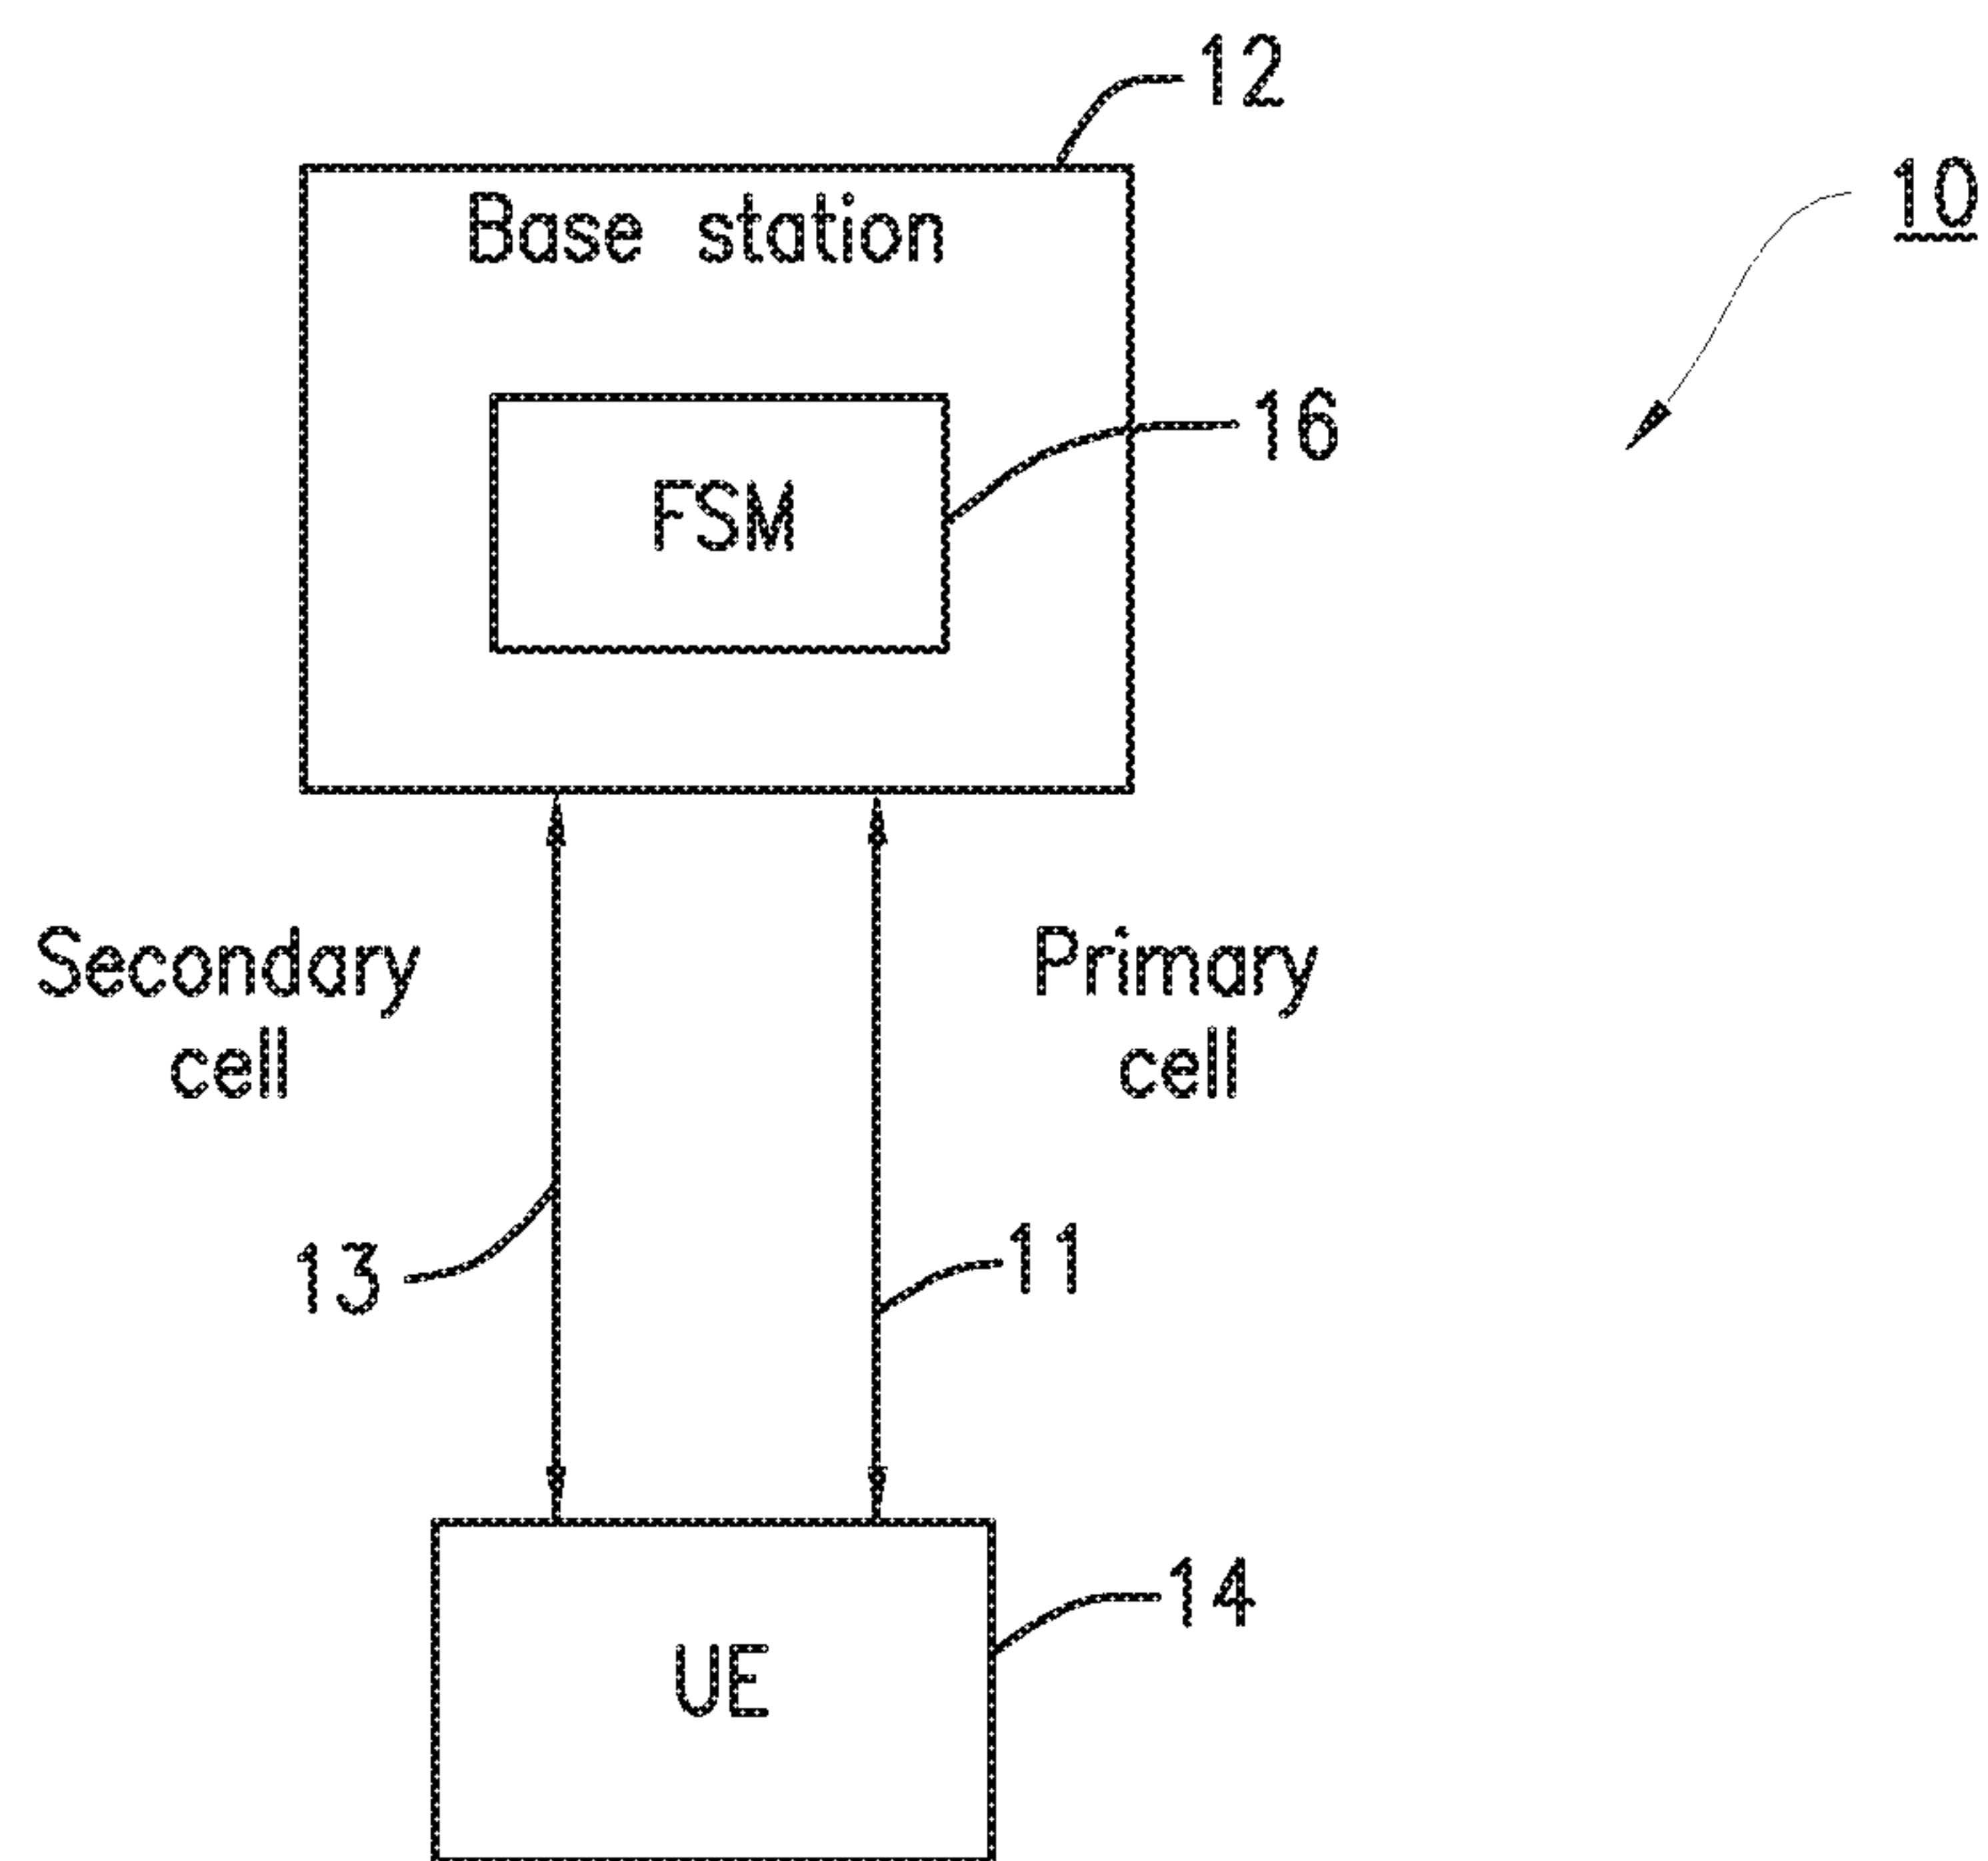 12
10
Base station
16
FSM
Secondary
cell
Primary
cell
13
11
14
UE